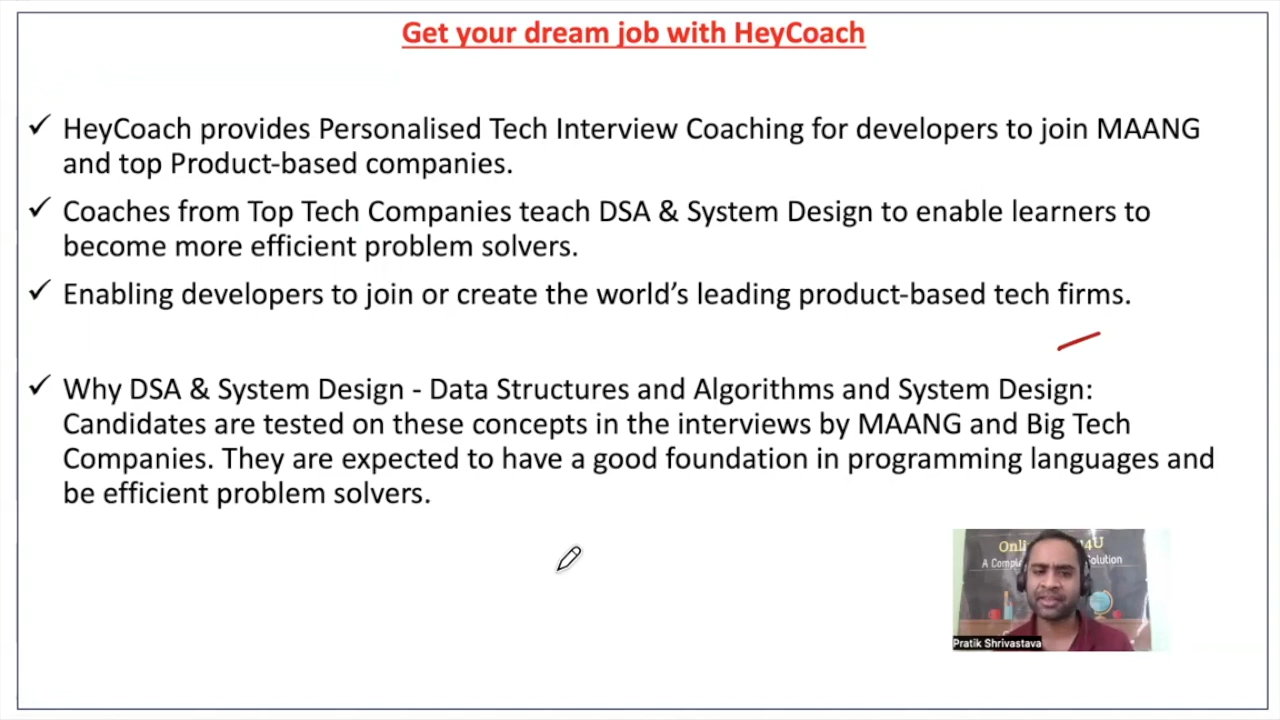 Get your dream job with HeyCoach
✓ HeyCoach provides Personalised Tech Interview Coaching for developers to join MAANG
and top Product-based companies.
✓ Coaches from Top Tech Companies teach DSA & System Design to enable learners to
become more efficient problem solvers.
✓ Enabling developers to join or create the world's leading product-based tech firms.
✓ Why DSA & System Design - Data Structures and Algorithms and System Design:
Candidates are tested on these concepts in the interviews by MAANG and Big Tech
Companies. They are expected to have a good foundation in programming languages and
be efficient problem solvers.
4U
A olution
Pratik Shrivastava